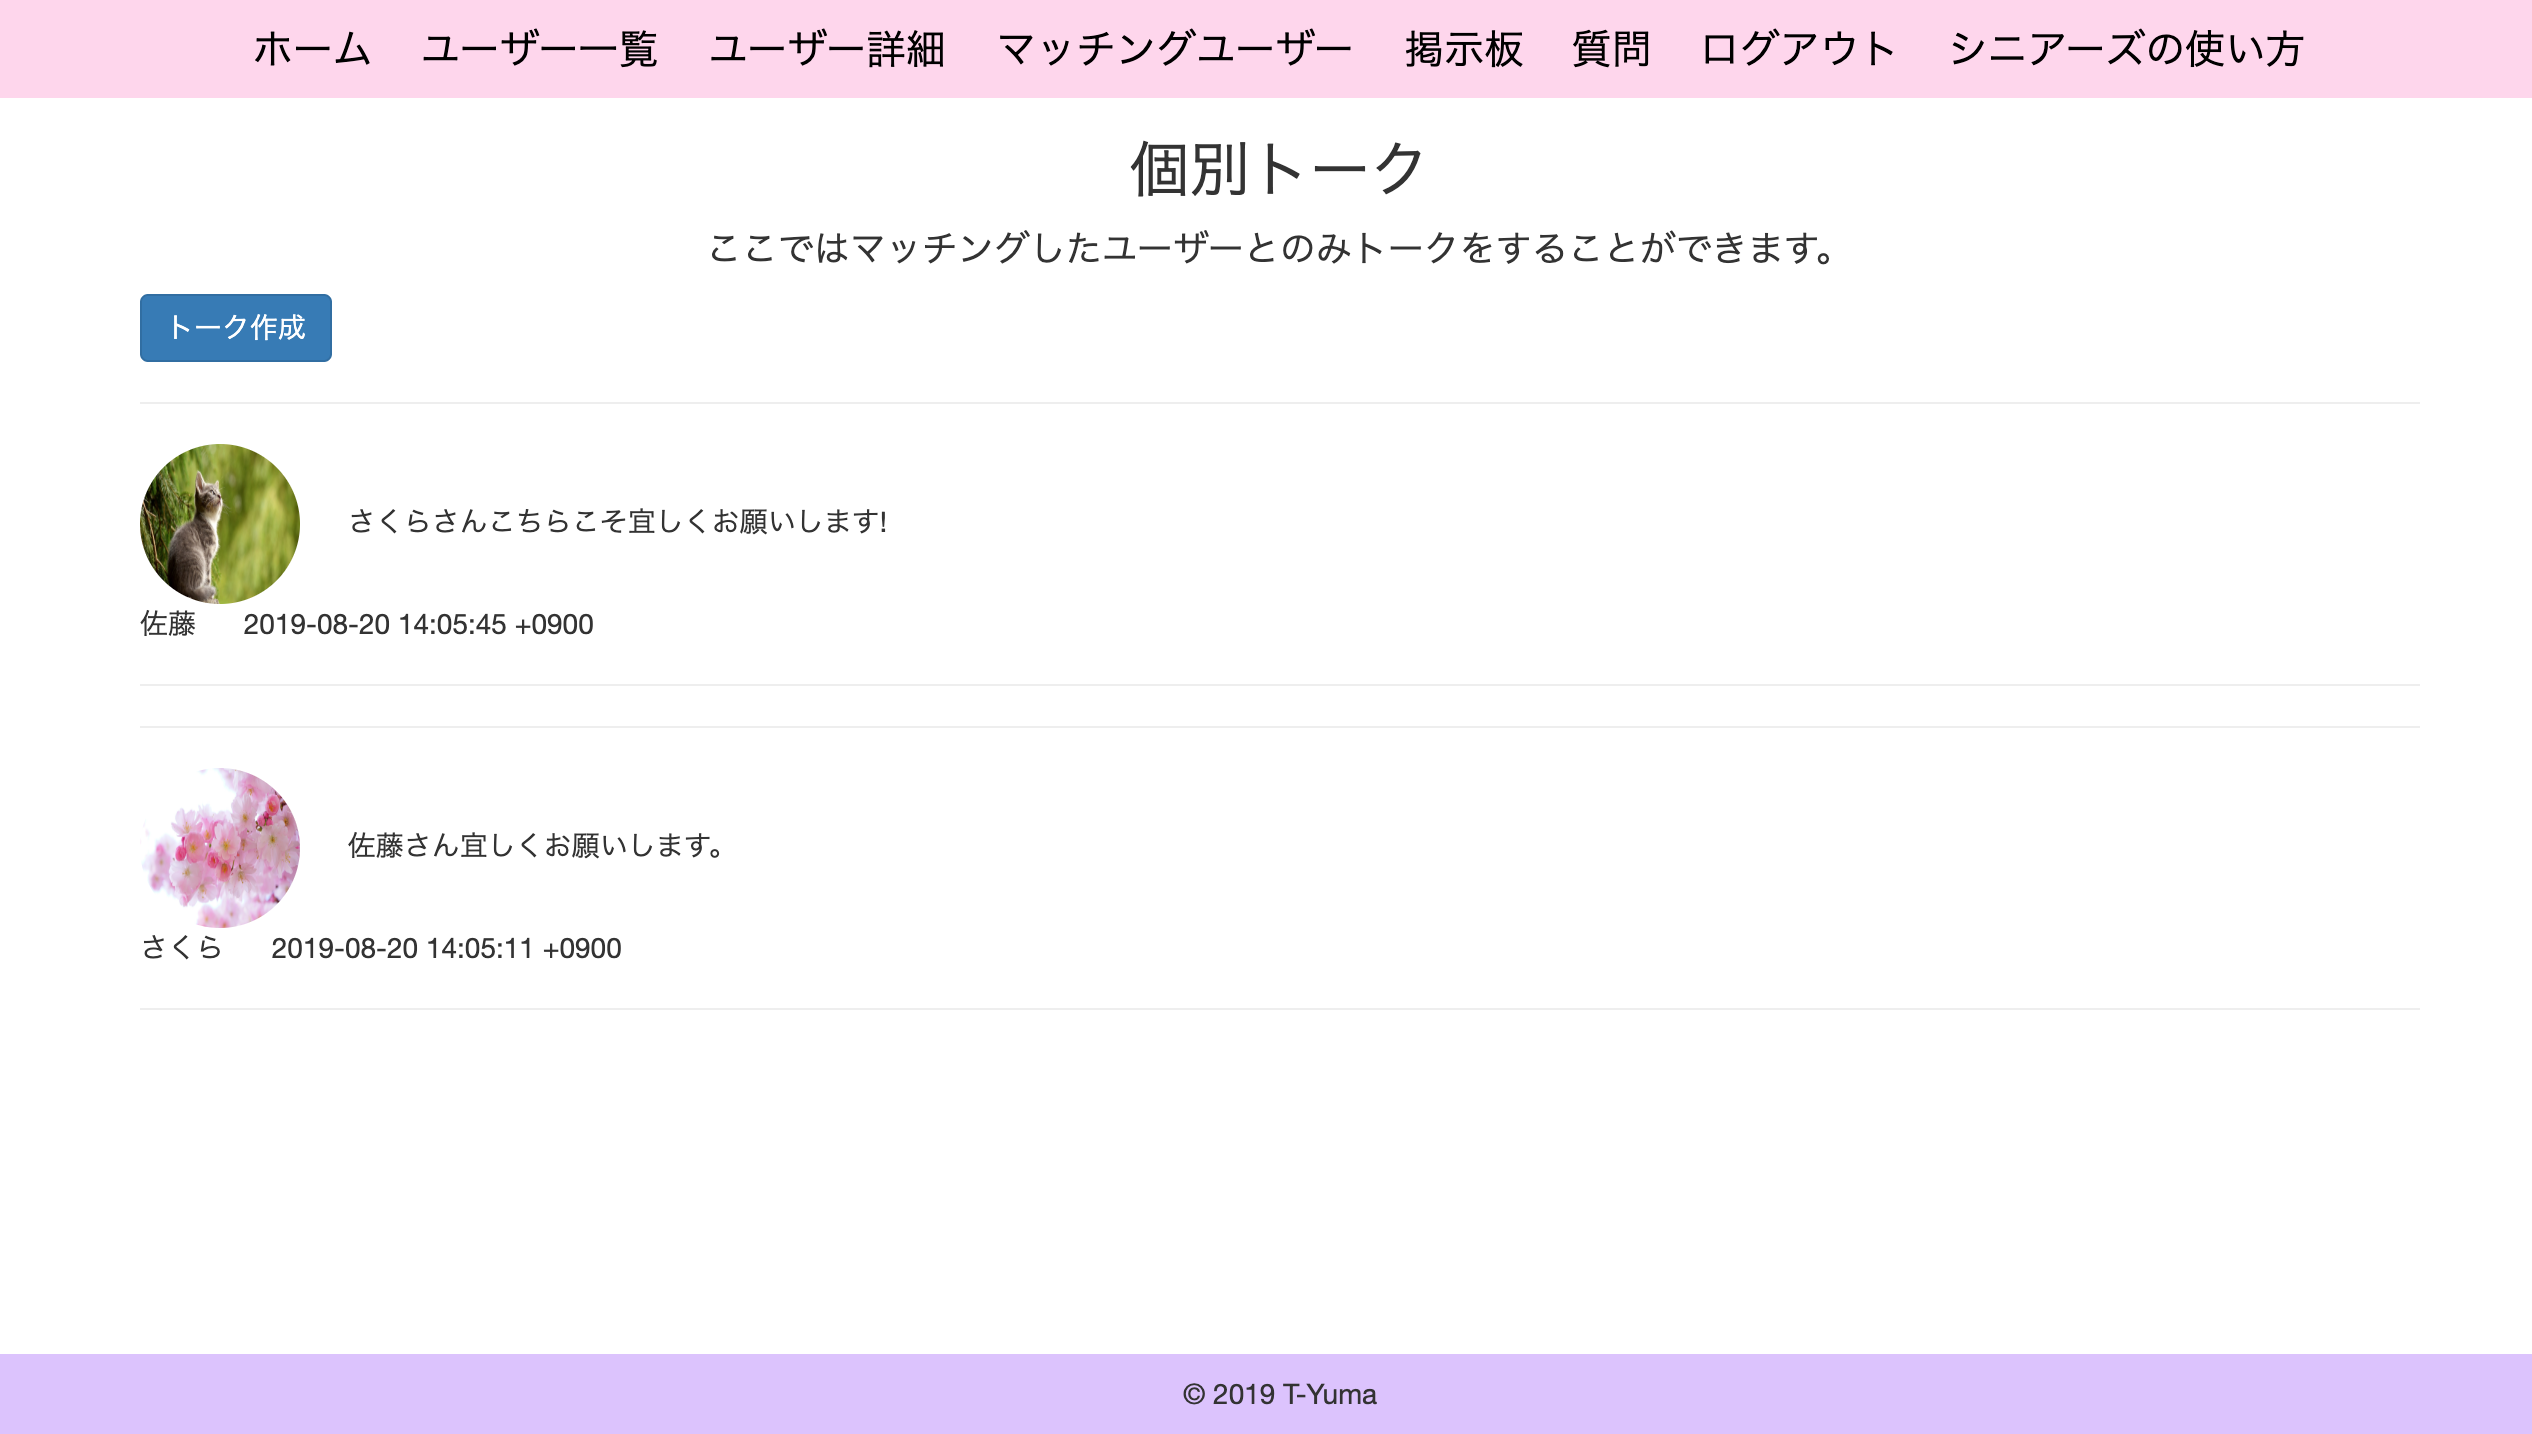 ホーム ユーザー一覧 ユーザー詳細 マッチングユーザー 掲示板 質問 ログアウト シニアーズの使い方
個別トーク
ここではマッチングしたユーザーとのみトークをすることができます。
トーク作成
さくらさんこちらこそ宜しくお願いします!
佐藤 2019-08-20 14:05:45 +0900
佐藤さん宜しくお願いします。
さくら 2019-08-20 14:05:11 +0900
© 2019 T-Yuma